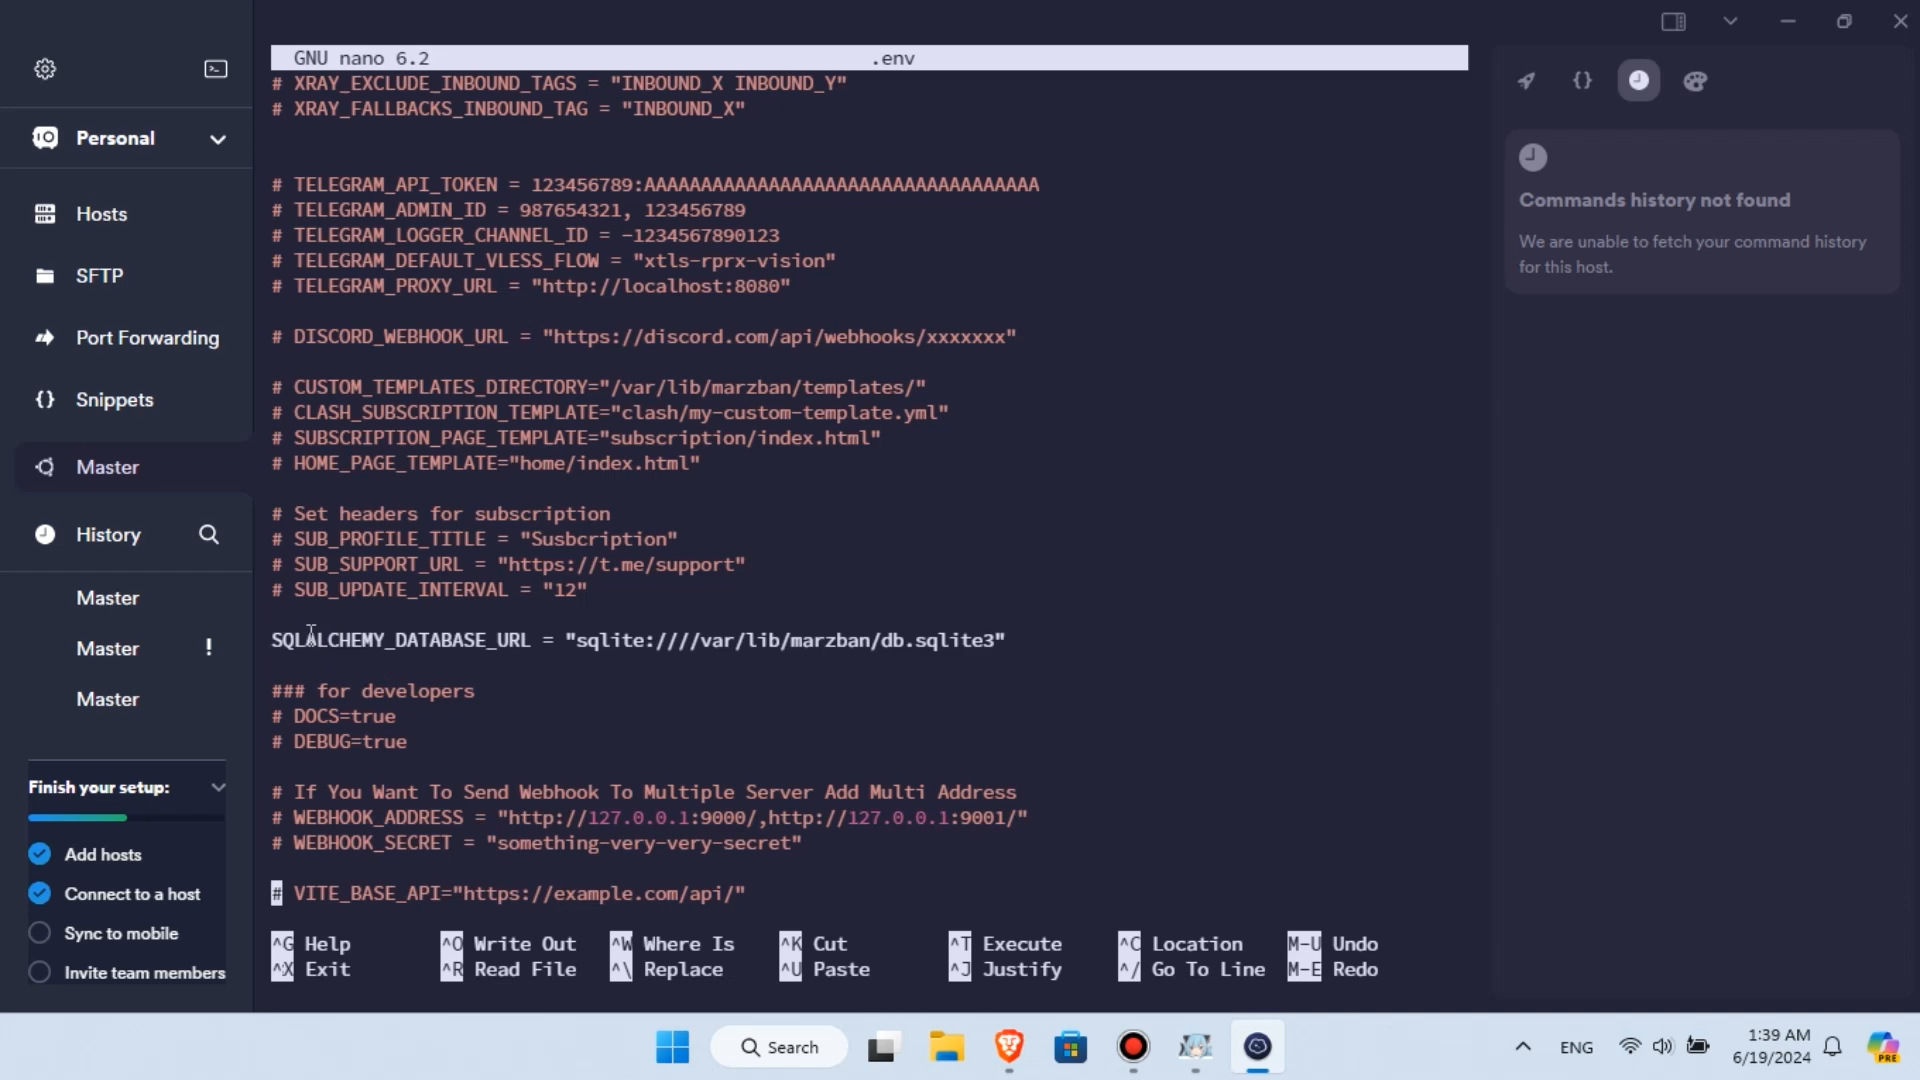 GNU nano 6.2 .env
# XRAY_EXCLUDE_INBOUND_TAGS = "INBOUND_X INBOUND_Y"
# XRAY_FALLBACKS_INBOUND_TAG = "INBOUND_X"
# TELEGRAM_API_TOKEN = 123456789:AAAAAAAAAAAAAAAAAAAAAAAAAAAAAAAAAAA
# TELEGRAM_ADMIN_ID = 987654321, 123456789
# TELEGRAM_LOGGER_CHANNEL_ID = -1234567890123
# TELEGRAM_DEFAULT_VLESS_FLOW = "xtls-rprx-vision"
# TELEGRAM_PROXY_URL = "http://localhost:8080"
# DISCORD_WEBHOOK_URL = "https://discord.com/api/webhooks/xxxxxxx"
# CUSTOM_TEMPLATES_DIRECTORY="/var/lib/marzban/templates/"
# CLASH_SUBSCRIPTION_TEMPLATE="clash/my-custom-template.yml"
# SUBSCRIPTION_PAGE_TEMPLATE="subscription/index.html"
# HOME_PAGE_TEMPLATE="home/index.html"
# Set headers for subscription
# SUB_PROFILE_TITLE = "Susbcription"
# SUB_SUPPORT_URL = "https://t.me/support"
# SUB_UPDATE_INTERVAL = "12"
SQLALCHEMY_DATABASE_URL = "sqlite:////var/lib/marzban/db.sqlite3"
### for developers
# DOCS=true
# DEBUG=true
# If You Want To Send Webhook To Multiple Server Add Multi Address
# WEBHOOK_ADDRESS = "http://127.0.0.1:9000/,http://127.0.0.1:9001/"
# WEBHOOK_SECRET = "something-very-very-secret"
# VITE_BASE_API="https://example.com/api/"
^G Help ^O Write Out ^W Where Is ^K Cut ^T Execute ^C Location M-U Undo
^X Exit ^R Read File ^\ Replace ^U Paste ^J Justify ^/ Go To Line M-E Redo
Personal
Hosts
SFTP
Port Forwarding
Snippets
Master
History
Master
Master !
Master
Finish your setup:
Add hosts
Connect to a host
Sync to mobile
Invite team members
Commands history not found
We are unable to fetch your command history
for this host.
Search
ENG
1:39 AM
6/19/2024
PRE